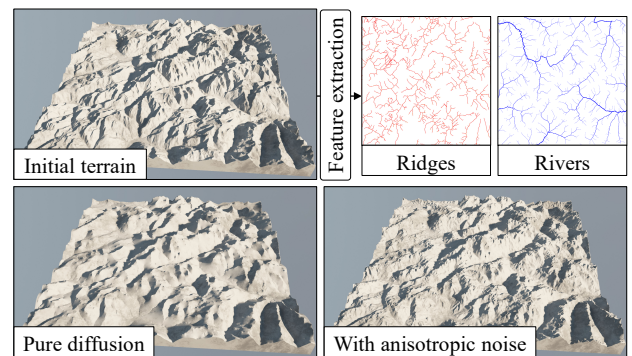 Initial terrain
Feature extraction
Ridges
Rivers
Pure diffusion
With anisotropic noise